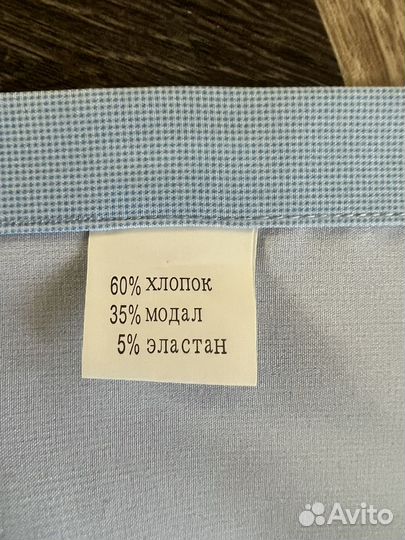 60% хлопок
35% модал
5% эластан
Avito